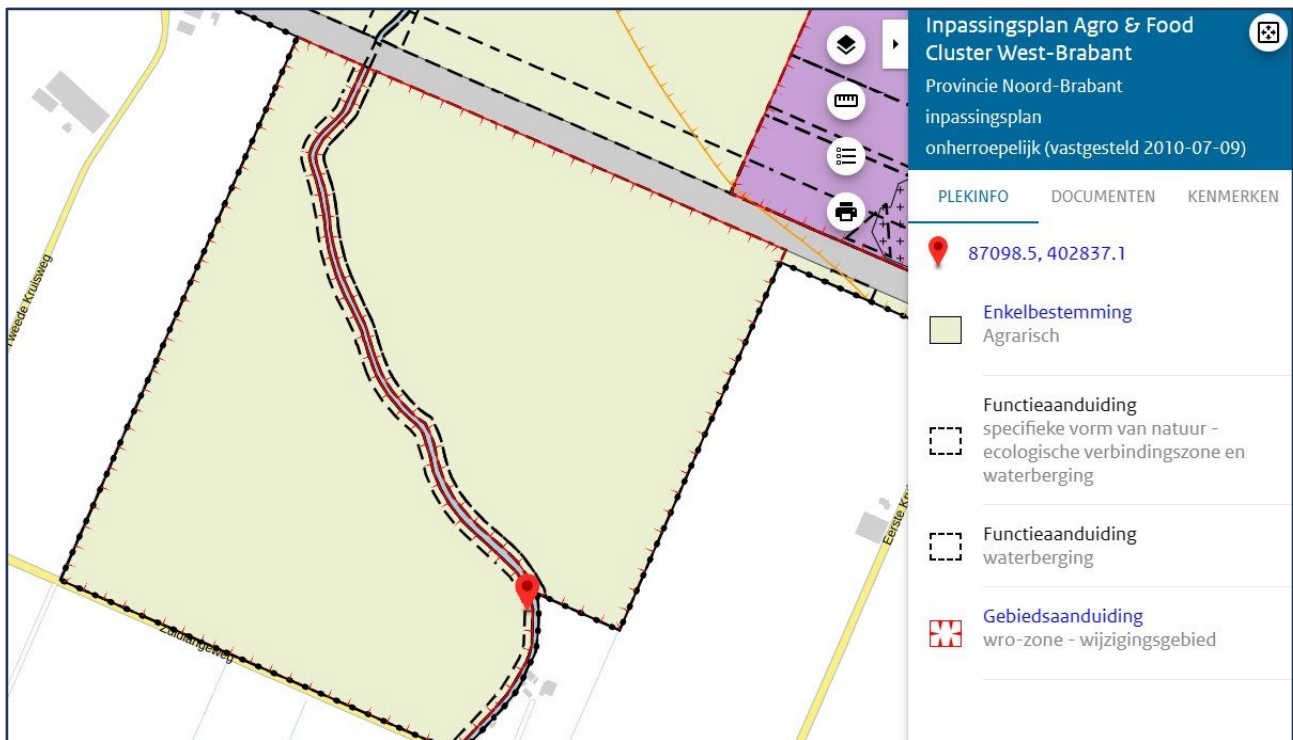 Inpassingsplan Agro & Food
Cluster West-Brabant
Provincie Noord-Brabant
inpassingsplan
onherroepelijk (vastgesteld 2010-07-09)
PLEKINFO DOCUMENTEN KENMERKEN
87098.5, 402837.1
Enkelbestemming
Agrarisch
Functieaanduiding
specifieke vorm van natuur -
ecologische verbindingszone en
waterberging
Functieaanduiding
waterberging
Gebiedsaanduiding
wro-zone - wijzigingsgebied
Tweede Kruisweg
Zuidlangeweg
Eerste